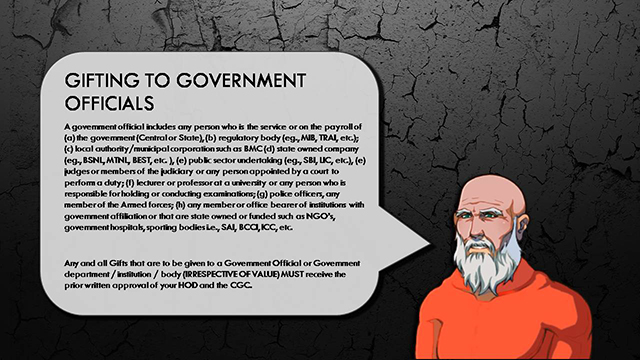 GIFTING TO GOVERNMENT
OFFICIALS
A government official includes any person who is the service or on the payroll of
(a) the government (Central or State), (b) regulatory body (eg., MIB, TRAI, etc.);
(c) local authority/municipal corporation such as BMC (d) state owned company
(eg., BSNL, MTNL, BEST, etc. ), (e) public sector undertaking (eg., SBI, LIC, etc.), (e)
judges or members of the judiciary or any person appointed by a court to
perform a duty; (f) lecturer or professor at a university or any person who is
responsible for holding or conducting examinations; (g) police officer, any
member of the Armed forces; (h) any member or office bearer of institutions with
government affiliation or that are state owned or funded such as NGO's,
government hospitals, sporting bodies i.e., SAI, BCCI, ICC, etc.
Any and all Gifts that are to be given to a Government Official or Government
department / institution / body (IRRESPECTIVE OF VALUE) MUST receive the
prior written approval of your HOD and the CGC.